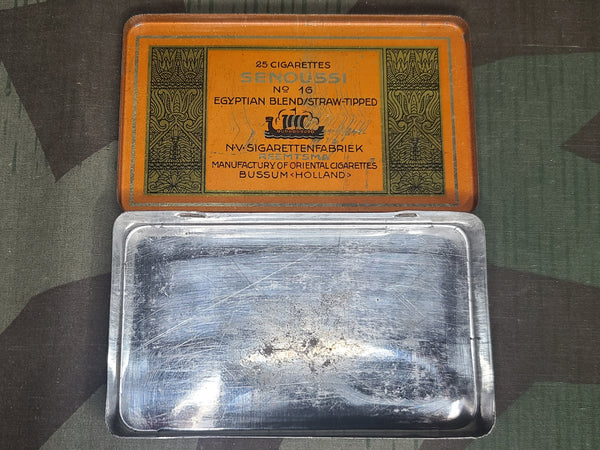 25 CIGARETTES
SENOUSSI
No 16
EGYPTIAN BLEND/STRAW-TIPPED
N·V·SIGARETTENFABRIEK
REEMTSMA
MANUFACTURY OF ORIENTAL CIGARETTES
BUSSUM <HOLLAND>